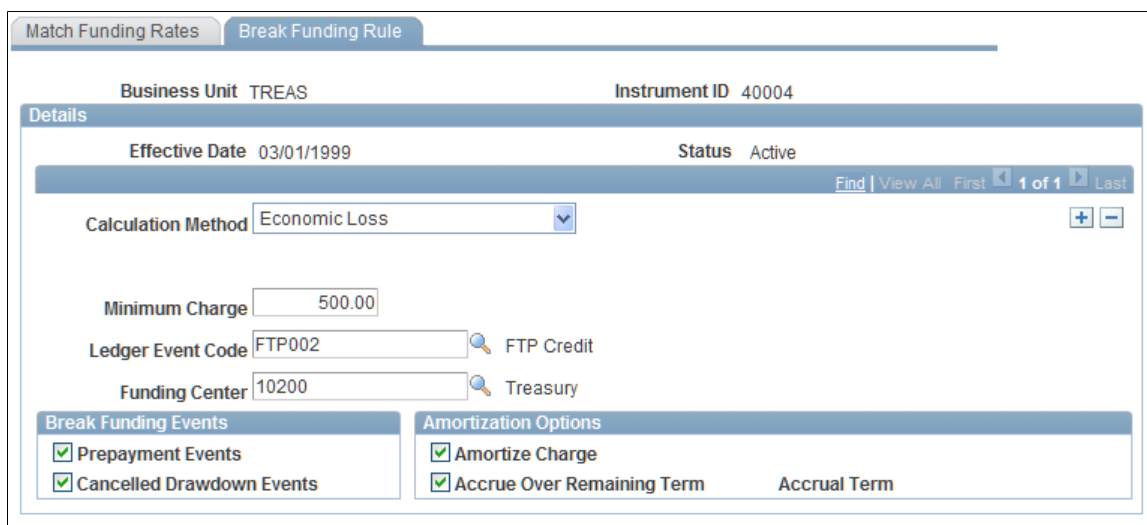 Match Funding Rates Break Funding Rule
Business Unit TREAS Instrument ID 40004
Details
Effective Date 03/01/1999 Status Active
Find | View All First 1 of 1 Last
Calculation Method Economic Loss
Minimum Charge 500.00
Ledger Event Code FTP002 FTP Credit
Funding Center 10200 Treasury
Break Funding Events Amortization Options
Prepayment Events Amortize Charge
Cancelled Drawdown Events Accrue Over Remaining Term Accrual Term